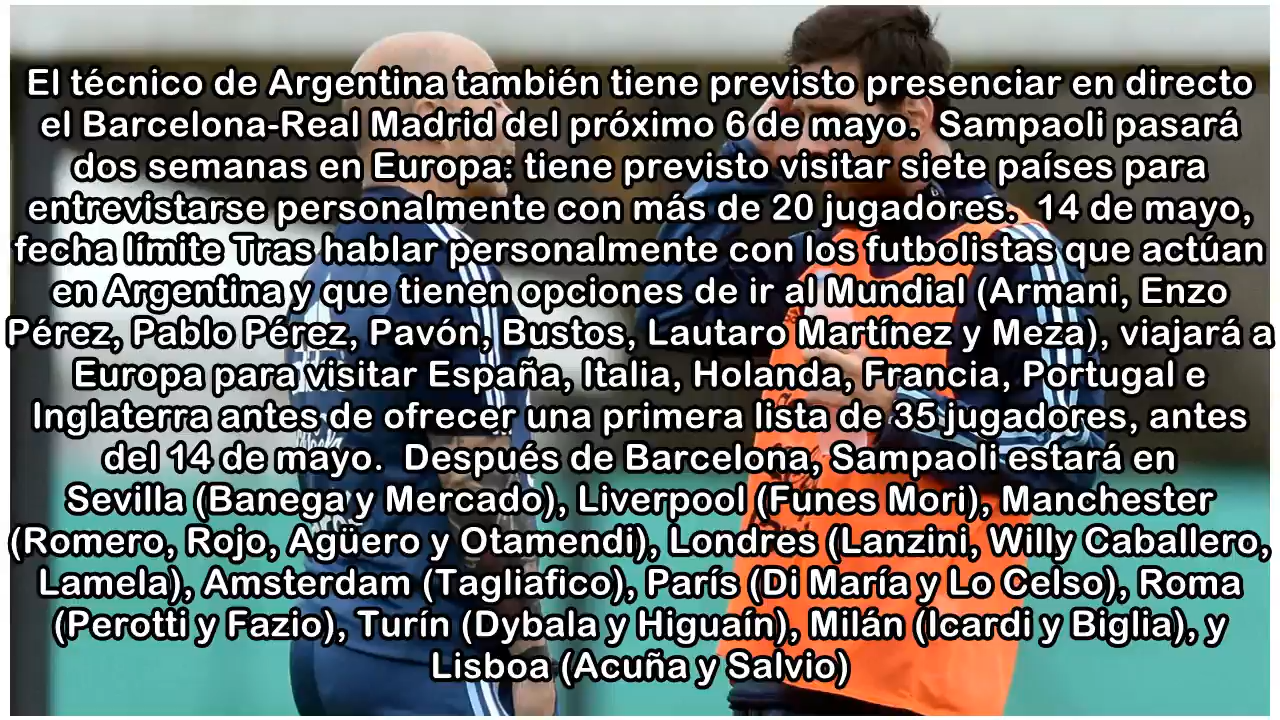 El técnico de Argentina también tiene previsto presenciar en directo
el Barcelona-Real Madrid del próximo 6 de mayo.  Sampaoli pasará
dos semanas en Europa: tiene previsto visitar siete países para
entrevistarse personalmente con más de 20 jugadores.  14 de mayo,
fecha límite Tras hablar personalmente con los futbolistas que actúan
en Argentina y que tienen opciones de ir al Mundial (Armani, Enzo
Pérez, Pablo Pérez, Pavón, Bustos, Lautaro Martínez y Meza), viajará a
Europa para visitar España, Italia, Holanda, Francia, Portugal e
Inglaterra antes de ofrecer una primera lista de 35 jugadores, antes
del 14 de mayo.  Después de Barcelona, Sampaoli estará en
Sevilla (Banega y Mercado), Liverpool (Funes Mori), Manchester
(Romero, Rojo, Agüero y Otamendi), Londres (Lanzini, Willy Caballero,
Lamela), Amsterdam (Tagliafico), París (Di María y Lo Celso), Roma
(Perotti y Fazio), Turín (Dybala y Higuaín), Milán (Icardi y Biglia), y
Lisboa (Acuña y Salvio)